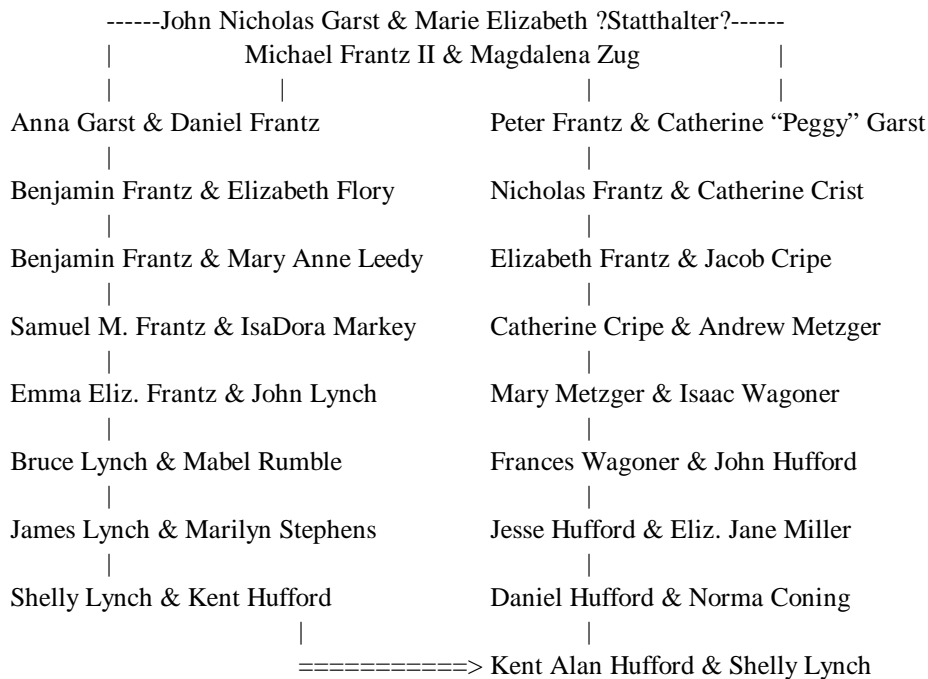 ------John Nicholas Garst & Marie Elizabeth ?Statthalter?------
| Michael Frantz II & Magdalena Zug |
| | | |
Anna Garst & Daniel Frantz Peter Frantz & Catherine “Peggy” Garst
| |
Benjamin Frantz & Elizabeth Flory Nicholas Frantz & Catherine Crist
| |
Benjamin Frantz & Mary Anne Leedy Elizabeth Frantz & Jacob Cripe
| |
Samuel M. Frantz & IsaDora Markey Catherine Cripe & Andrew Metzger
| |
Emma Eliz. Frantz & John Lynch Mary Metzger & Isaac Wagoner
| |
Bruce Lynch & Mabel Rumble Frances Wagoner & John Hufford
| |
James Lynch & Marilyn Stephens Jesse Hufford & Eliz. Jane Miller
| |
Shelly Lynch & Kent Hufford Daniel Hufford & Norma Coning
| |
===========> Kent Alan Hufford & Shelly Lynch